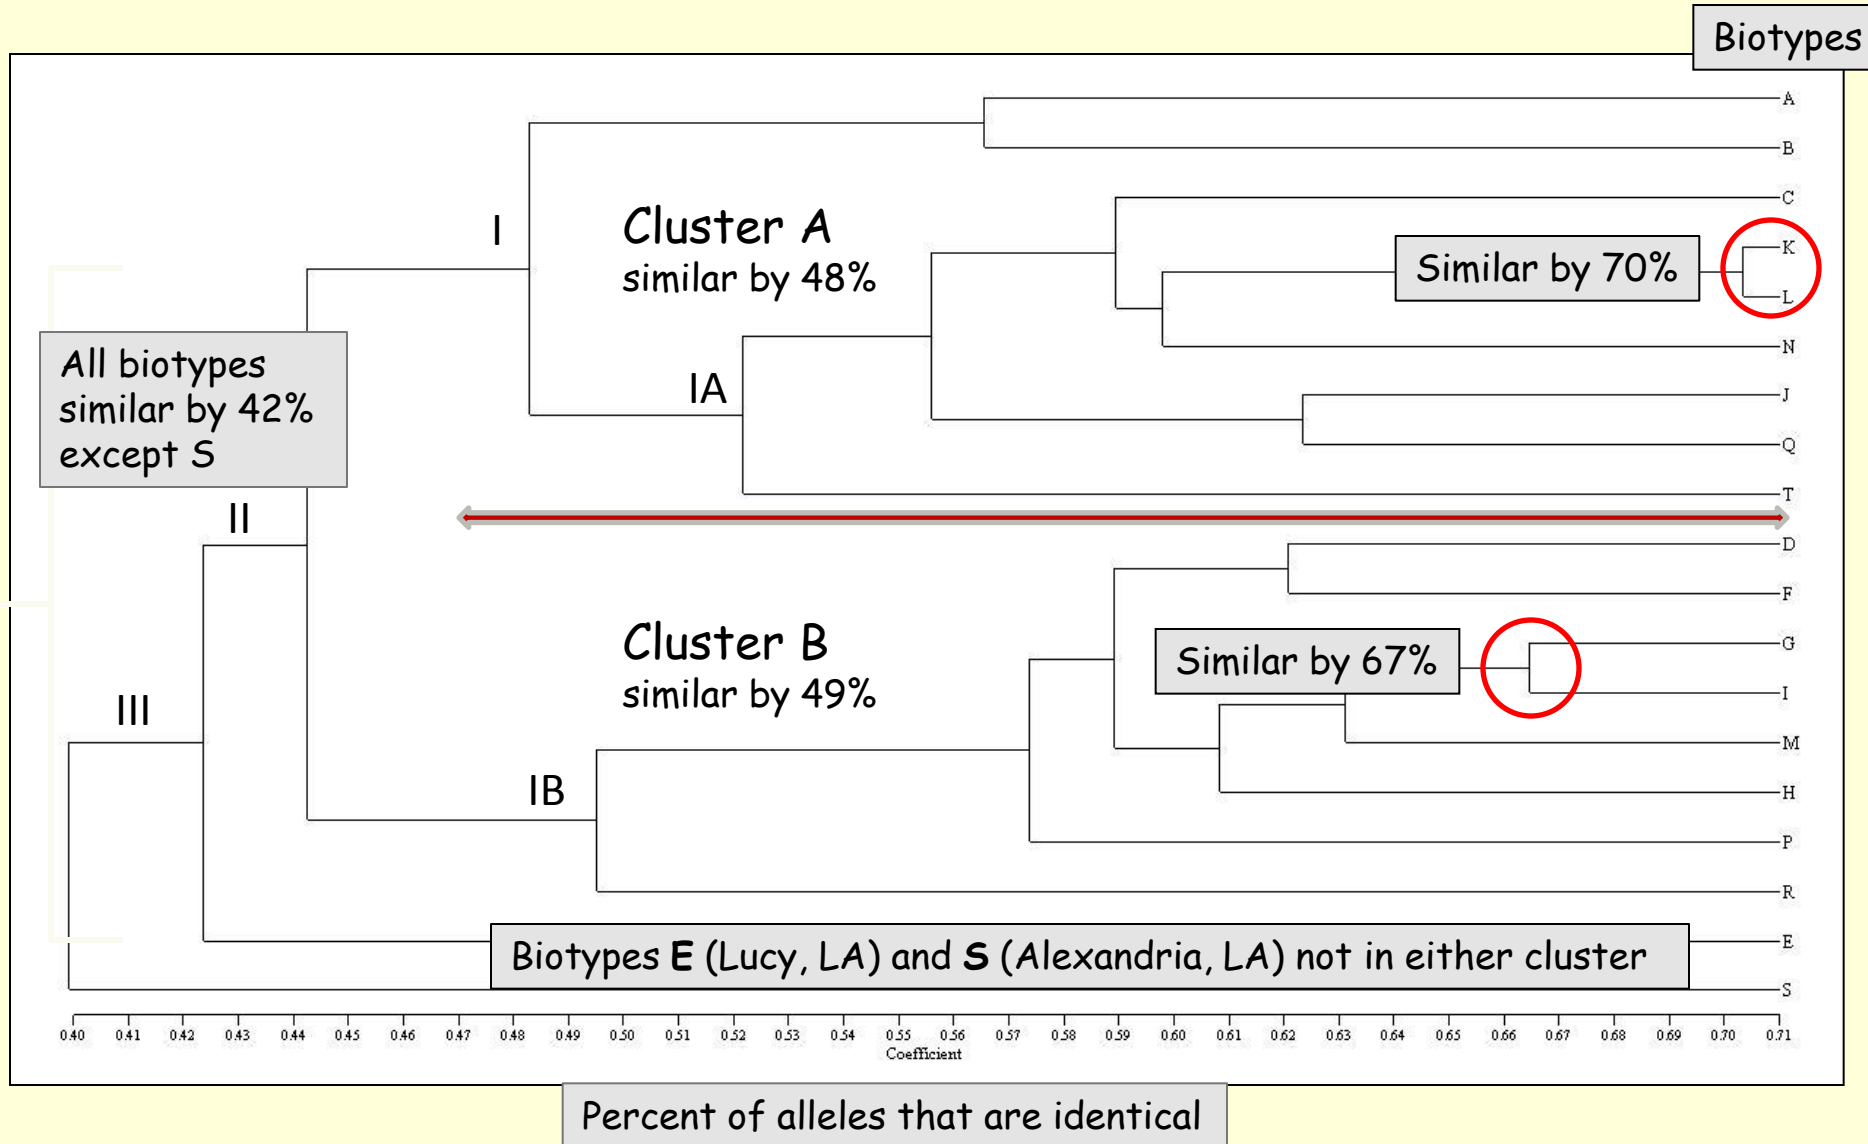 Biotypes
A
B
C
I
Cluster A
similar by 48%
K
Similar by 70%
L
N
All biotypes
similar by 42%
except S
IA
J
Q
T
II
D
F
Cluster B
similar by 49%
G
Similar by 67%
I
III
M
IB
H
P
R
E
Biotypes E (Lucy, LA) and S (Alexandria, LA) not in either cluster
S
0.40 0.41 0.42 0.43 0.44 0.45 0.46 0.47 0.48 0.49 0.50 0.51 0.52 0.53 0.54 0.55 0.56 0.57 0.58 0.59 0.60 0.61 0.62 0.63 0.64 0.65 0.66 0.67 0.68 0.69 0.70 0.71
Coefficient
Percent of alleles that are identical